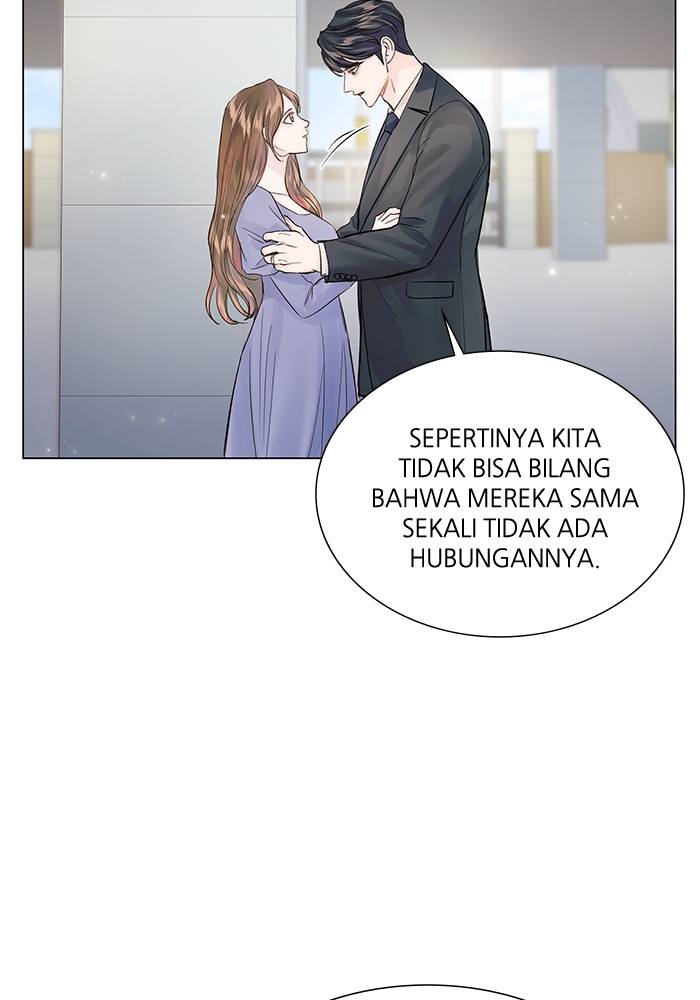 SEPERTINYA KITA
TIDAK BISA BILANG
BAHWA MEREKA SAMA
SEKALI TIDAK ADA
HUBUNGANNYA.